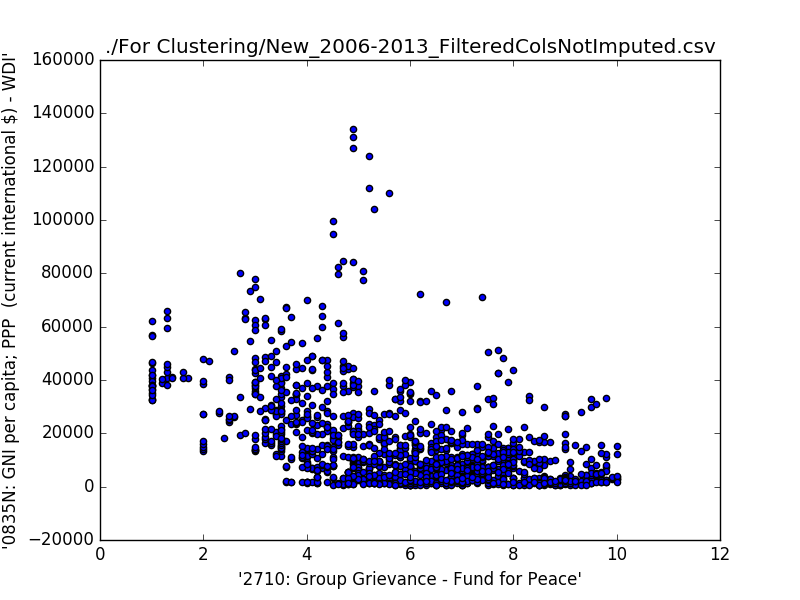 ./For Clustering/New_2006-2013_FilteredColsNotImputed.csv
'0835N: GNI per capita; PPP  (current international $) - WDI'
160000
140000
120000
100000
80000
60000
40000
20000
0
−20000
0 2 4 6 8 10 12
'2710: Group Grievance - Fund for Peace'